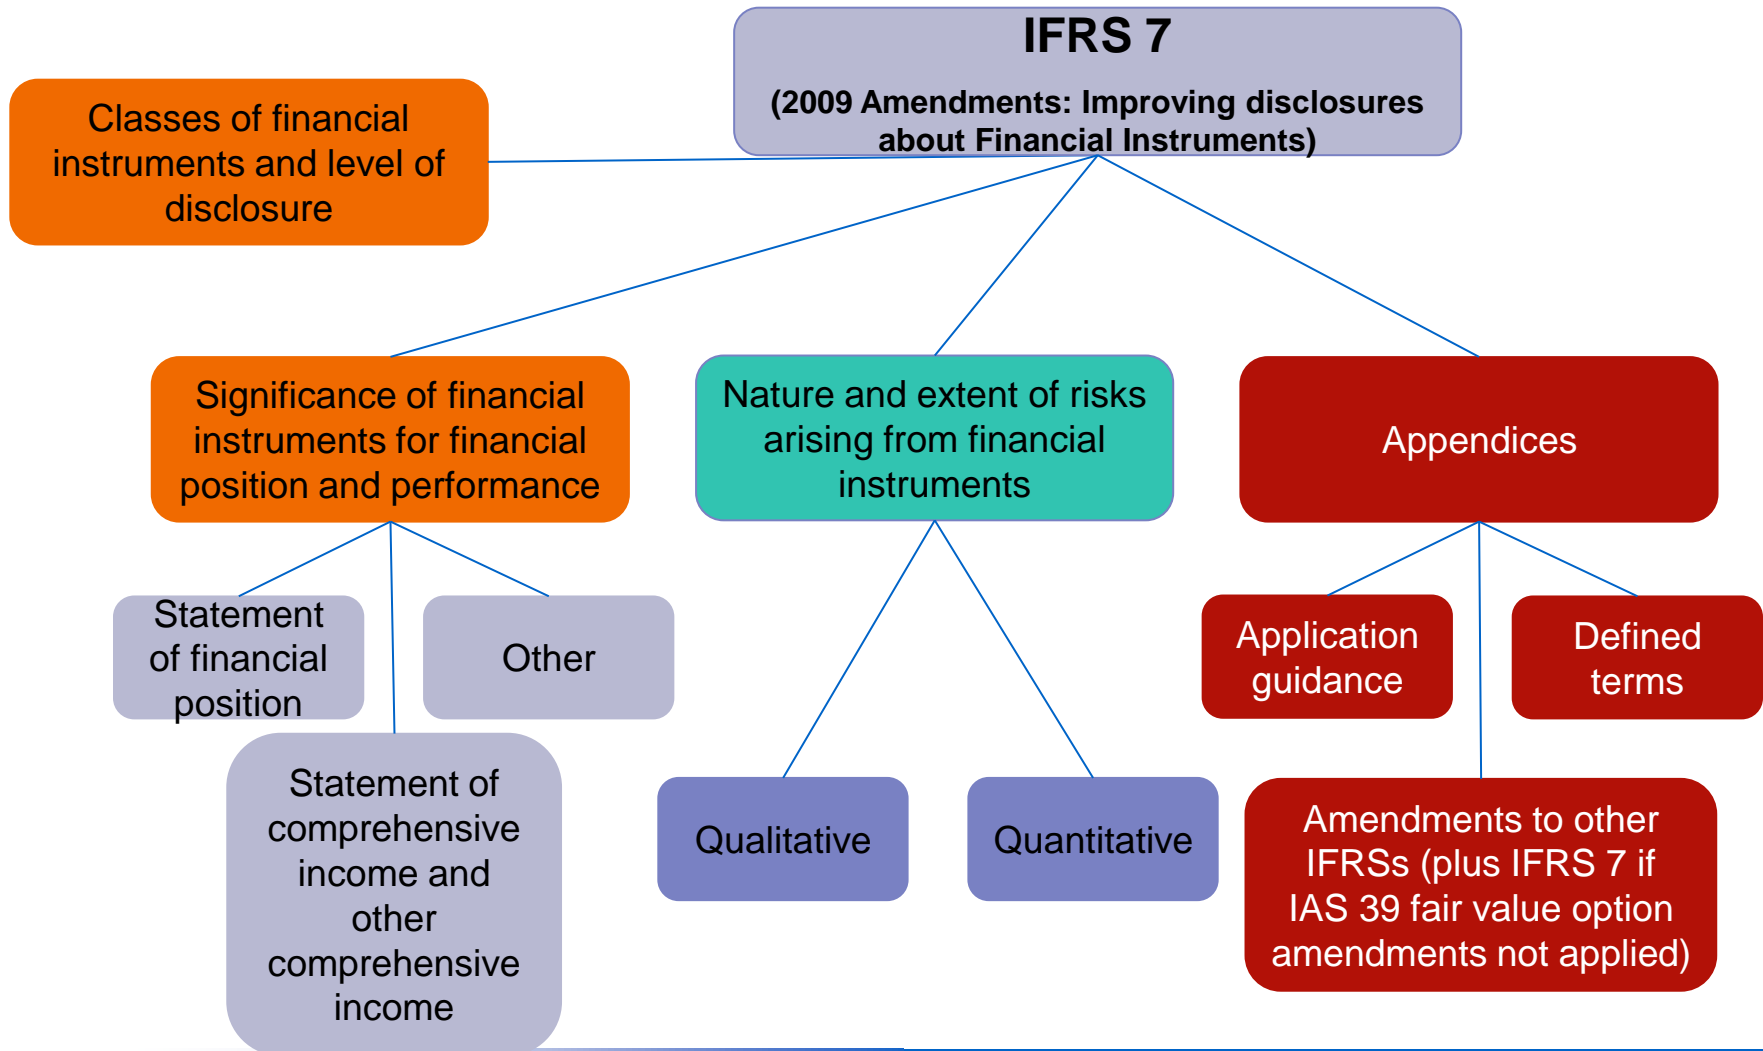 IFRS 7
(2009 Amendments: Improving disclosures
about Financial Instruments)
Classes of financial
instruments and level of
disclosure
Significance of financial
instruments for financial
position and performance
Nature and extent of risks
arising from financial
instruments
Appendices
Statement
of financial
position
Other
Application
guidance
Defined
terms
Statement of
comprehensive
income and
other
comprehensive
income
Qualitative
Quantitative
Amendments to other
IFRSs (plus IFRS 7 if
IAS 39 fair value option
amendments not applied)